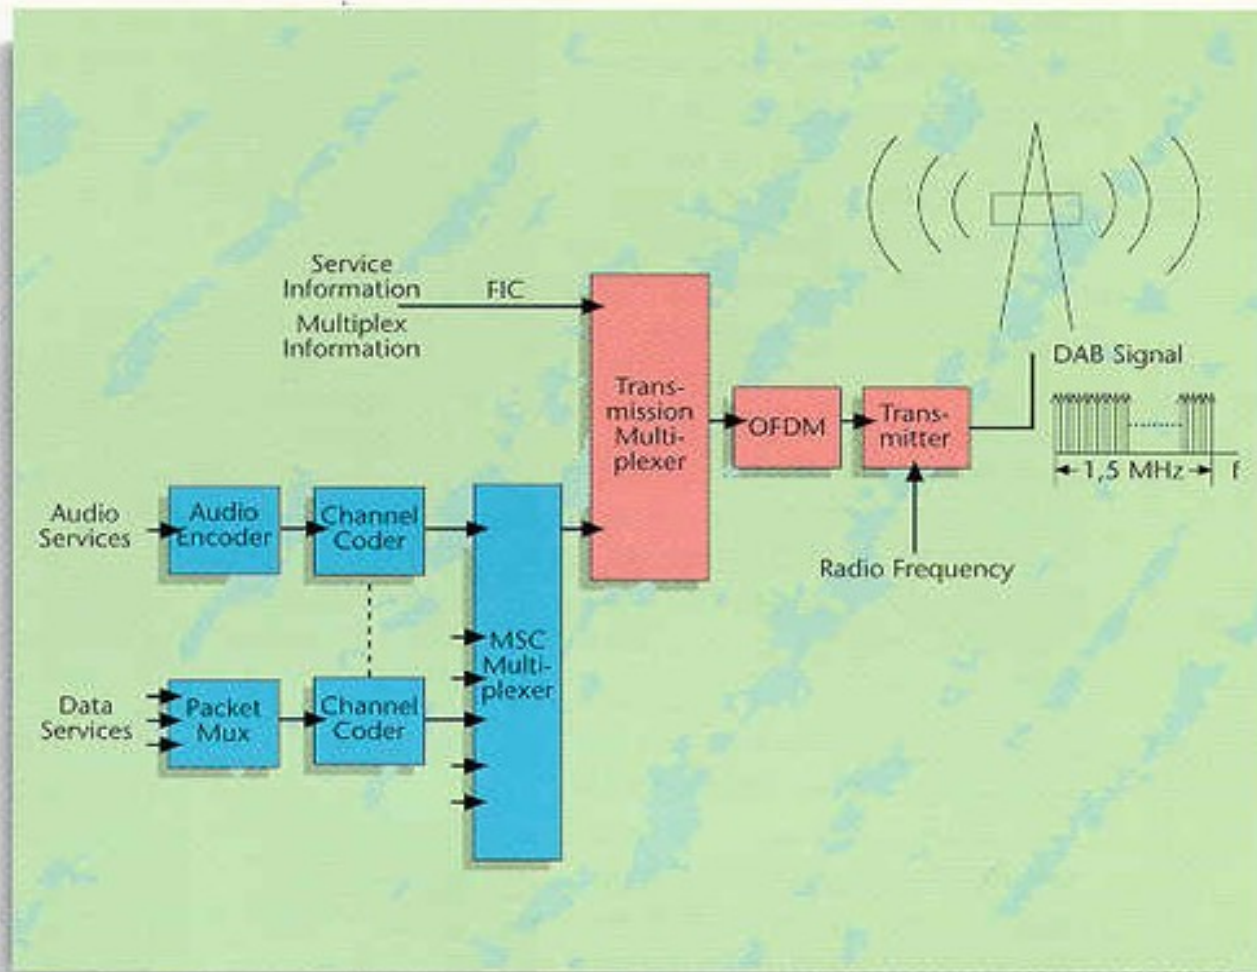 Service
Information
FIC
Multiplex
Information
Trans-
mission
Multi-
plexer
OFDM
Trans-
mitter
DAB Signal
1,5 MHz
f
Radio Frequency
Audio
Services
Audio
Encoder
Channel
Coder
MSC
Multi-
plexer
Data
Services
Packet
Mux
Channel
Coder